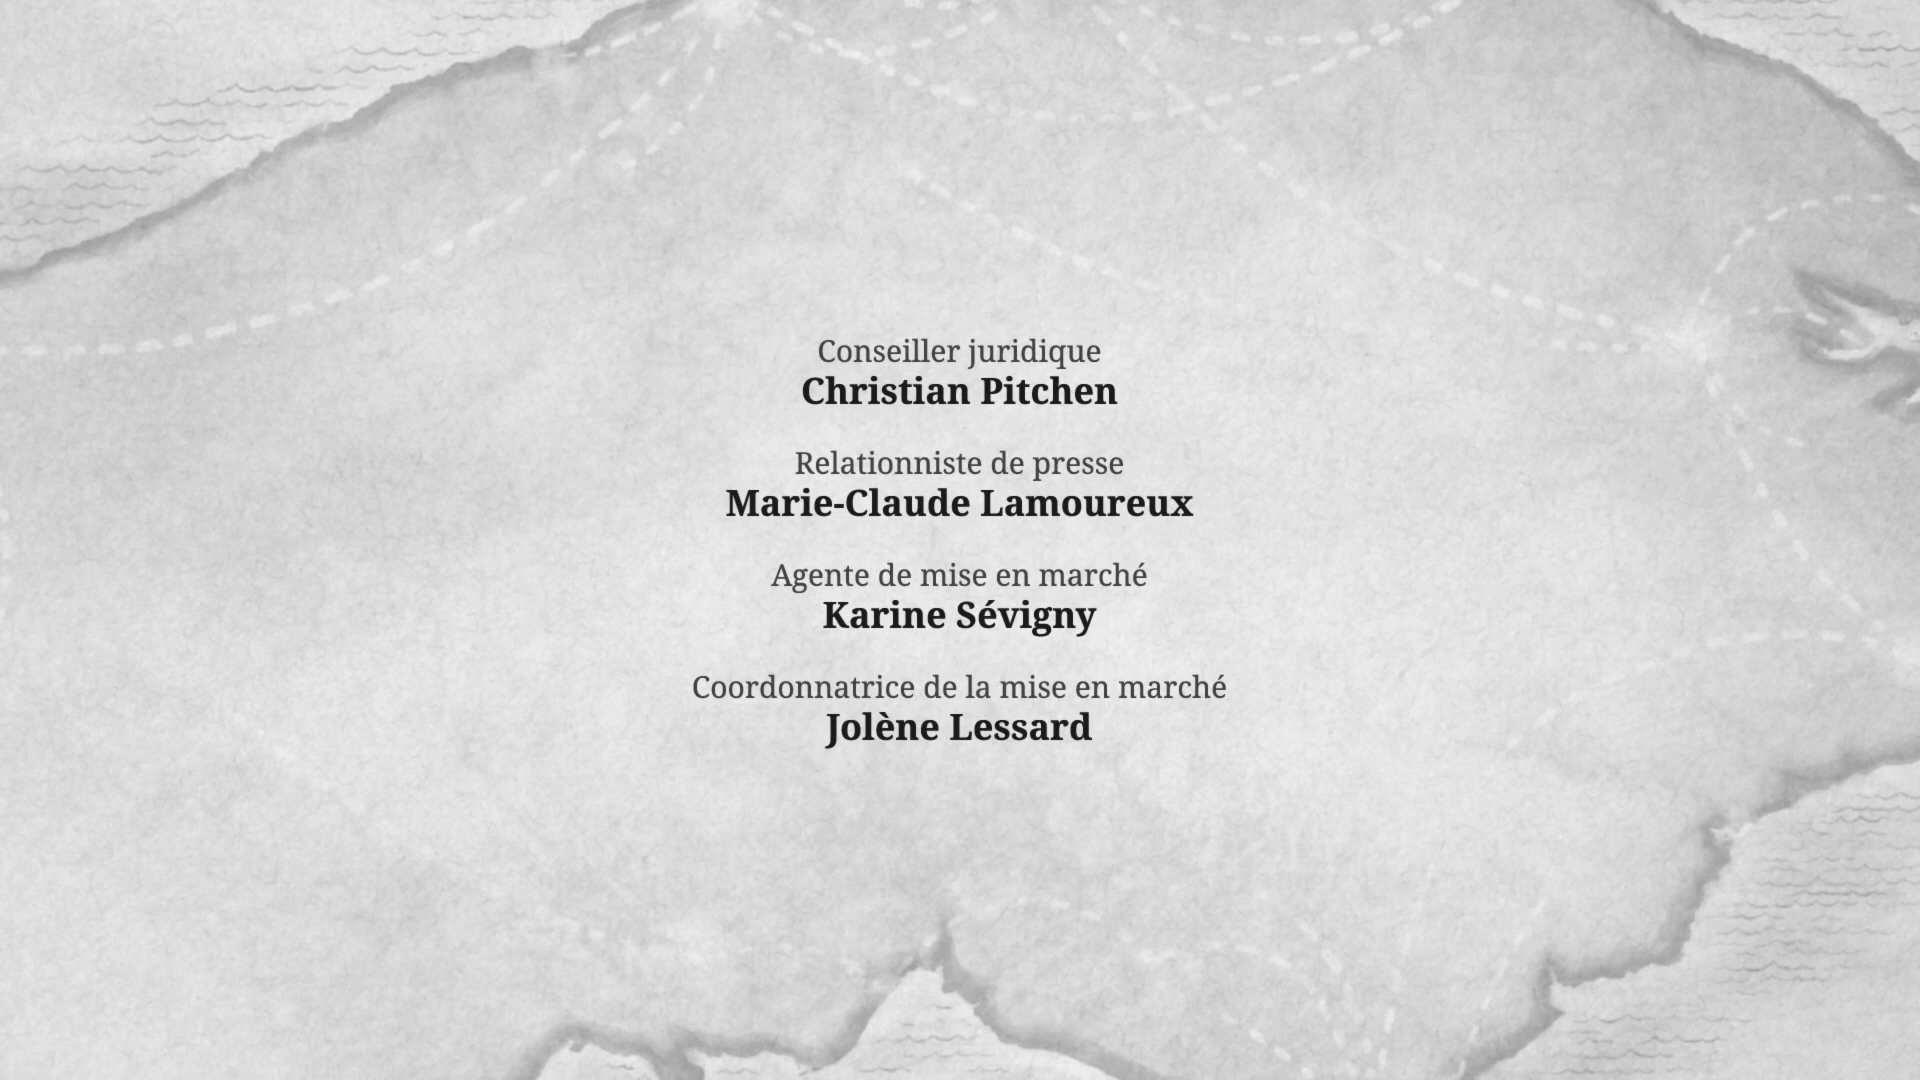 Conseiller juridique
Christian Pitchen
Relationniste de presse
Marie-Claude Lamoureux
Agente de mise en marché
Karine Sévigny
Coordonnatrice de la mise en marché
Jolène Lessard